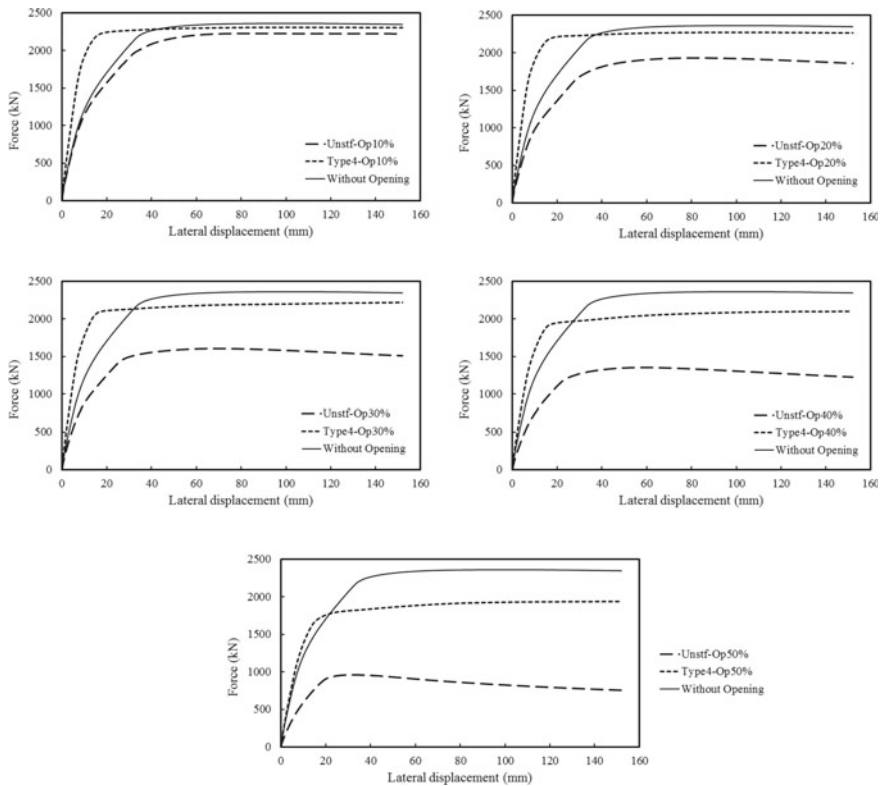 2500
2000
1500
1000
500
0
Force (kN)
Unstf-Op10%
Type4-Op10%
Without Opening
0 20 40 60 80 100 120 140 160
Lateral displacement (mm)
2500
2000
1500
1000
500
0
Force (kN)
Unstf-Op20%
Type4-Op20%
Without Opening
0 20 40 60 80 100 120 140 160
Lateral displacement (mm)
2500
2000
1500
1000
500
0
Force (kN)
Unstf-Op30%
Type4-Op30%
Without Opening
0 20 40 60 80 100 120 140 160
Lateral displacement (mm)
2500
2000
1500
1000
500
0
Force (kN)
Unstf-Op40%
Type4-Op40%
Without Opening
0 20 40 60 80 100 120 140 160
Lateral displacement (mm)
2500
2000
1500
1000
500
0
Force (kN)
Unstf-Op50%
Type4-Op50%
Without Opening
0 20 40 60 80 100 120 140 160
Lateral displacement (mm)